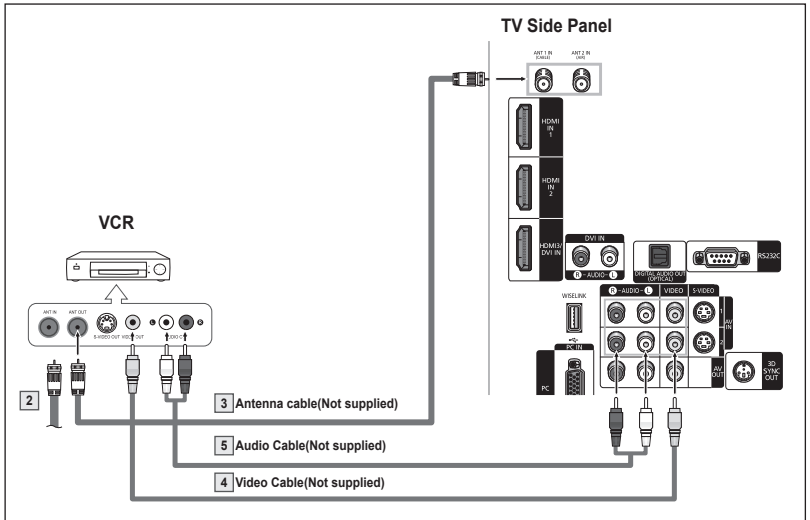 TV Side Panel
ANT 1 IN
(CABLE)
ANT 2 IN
(AIR)
HDMI
IN
1
HDMI
IN
2
HDMI3/
DVI IN
DVI IN
R - AUDIO - L
DIGITAL AUDIO OUT
(OPTICAL)
RS232C
WISELINK
R - AUDIO - L
VIDEO
S-VIDEO
1
2
AV
IN
AV
OUT
3D
SYNC
OUT
PC IN
PC
VCR
ANT IN
ANT OUT
S-VIDEO OUT
VIDEO OUT
L
R
2
3 Antenna cable(Not supplied)
5 Audio Cable(Not supplied)
4 Video Cable(Not supplied)